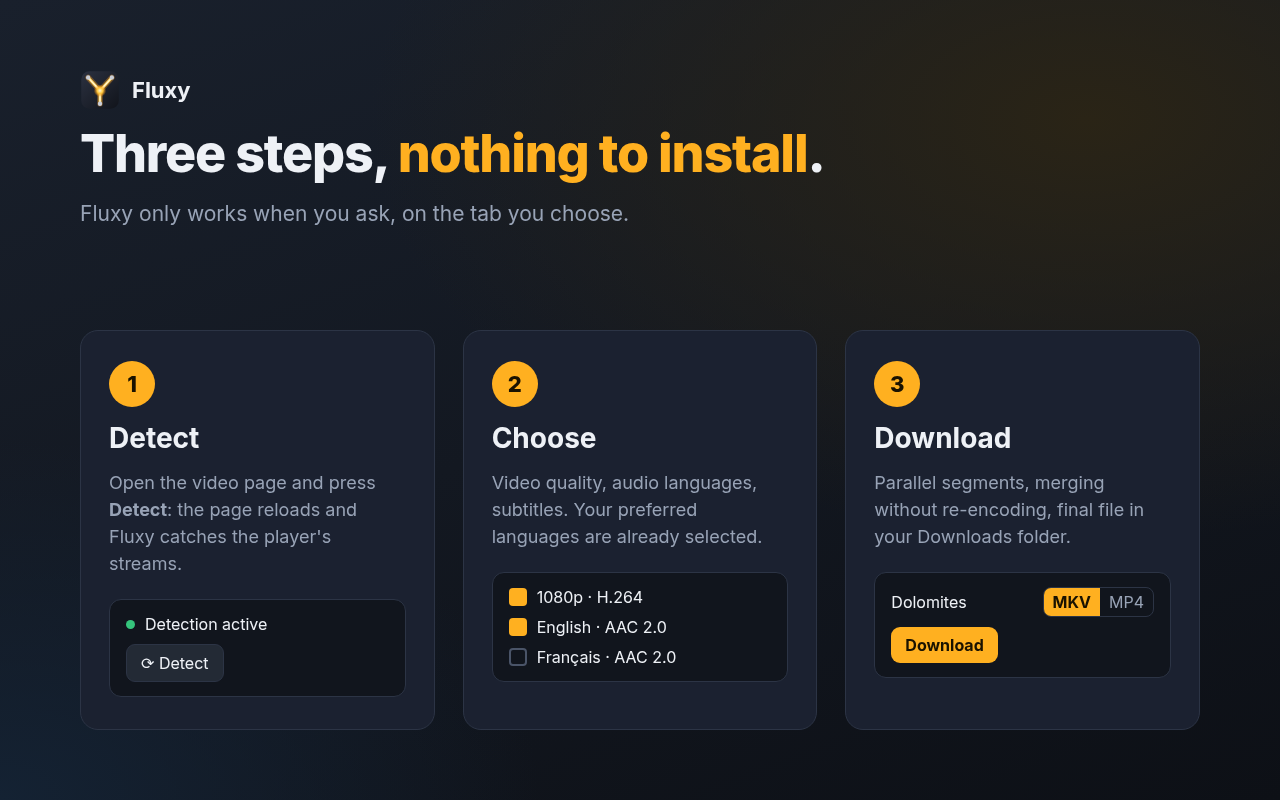 Fluxy
Three steps, nothing to install.
Fluxy only works when you ask, on the tab you choose.
1
Detect
Open the video page and press
Detect: the page reloads and
Fluxy catches the player's
streams.
Detection active
⟳ Detect
2
Choose
Video quality, audio languages,
subtitles. Your preferred
languages are already selected.
1080p · H.264
English · AAC 2.0
Français · AAC 2.0
3
Download
Parallel segments, merging
without re-encoding, final file in
your Downloads folder.
Dolomites MKV MP4
Download